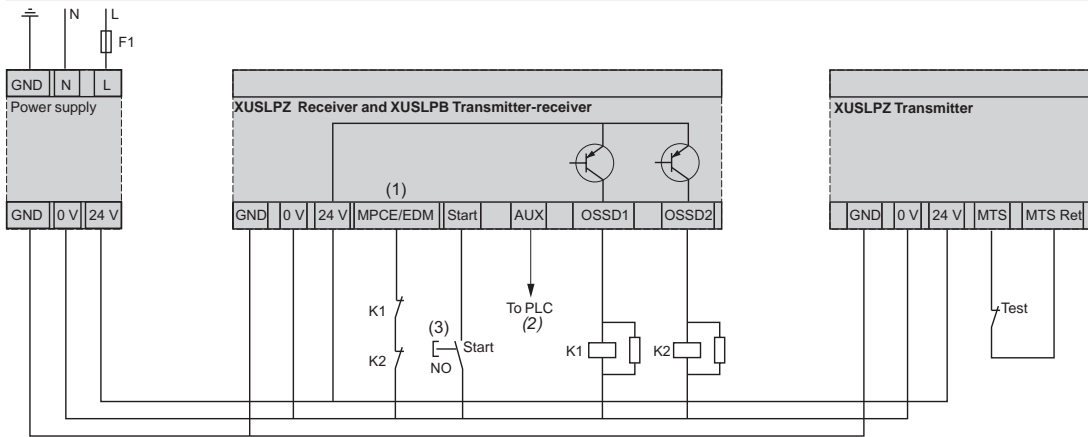 N L
F1
GND N L
Power supply
GND 0 V 24 V
XUSLPZ Receiver and XUSLPB Transmitter-receiver
(1)
GND 0 V 24 V MPCE/EDM Start AUX OSSD1 OSSD2
K1
K2
(3)
Start
NO
To PLC
(2)
K1
K2
XUSLPZ Transmitter
GND 0 V 24 V MTS MTS Ret
Test